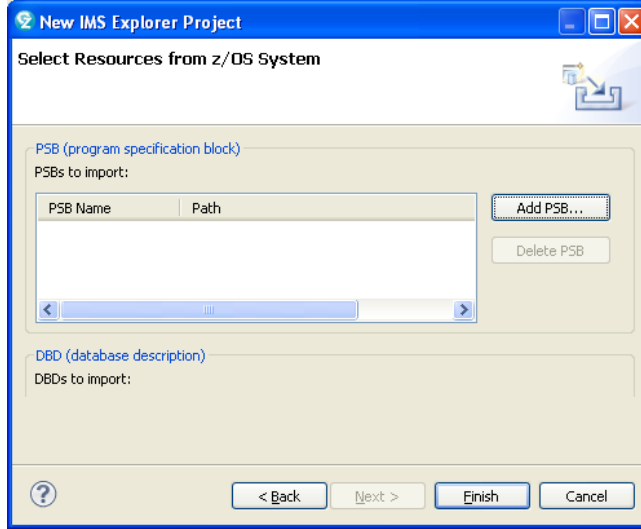 New IMS Explorer Project
Select Resources from z/OS System
PSB (program specification block)
PSBs to import:
PSB Name Path
Add PSB...
Delete PSB
DBD (database description)
DBDs to import:
? < Back Next > Finish Cancel